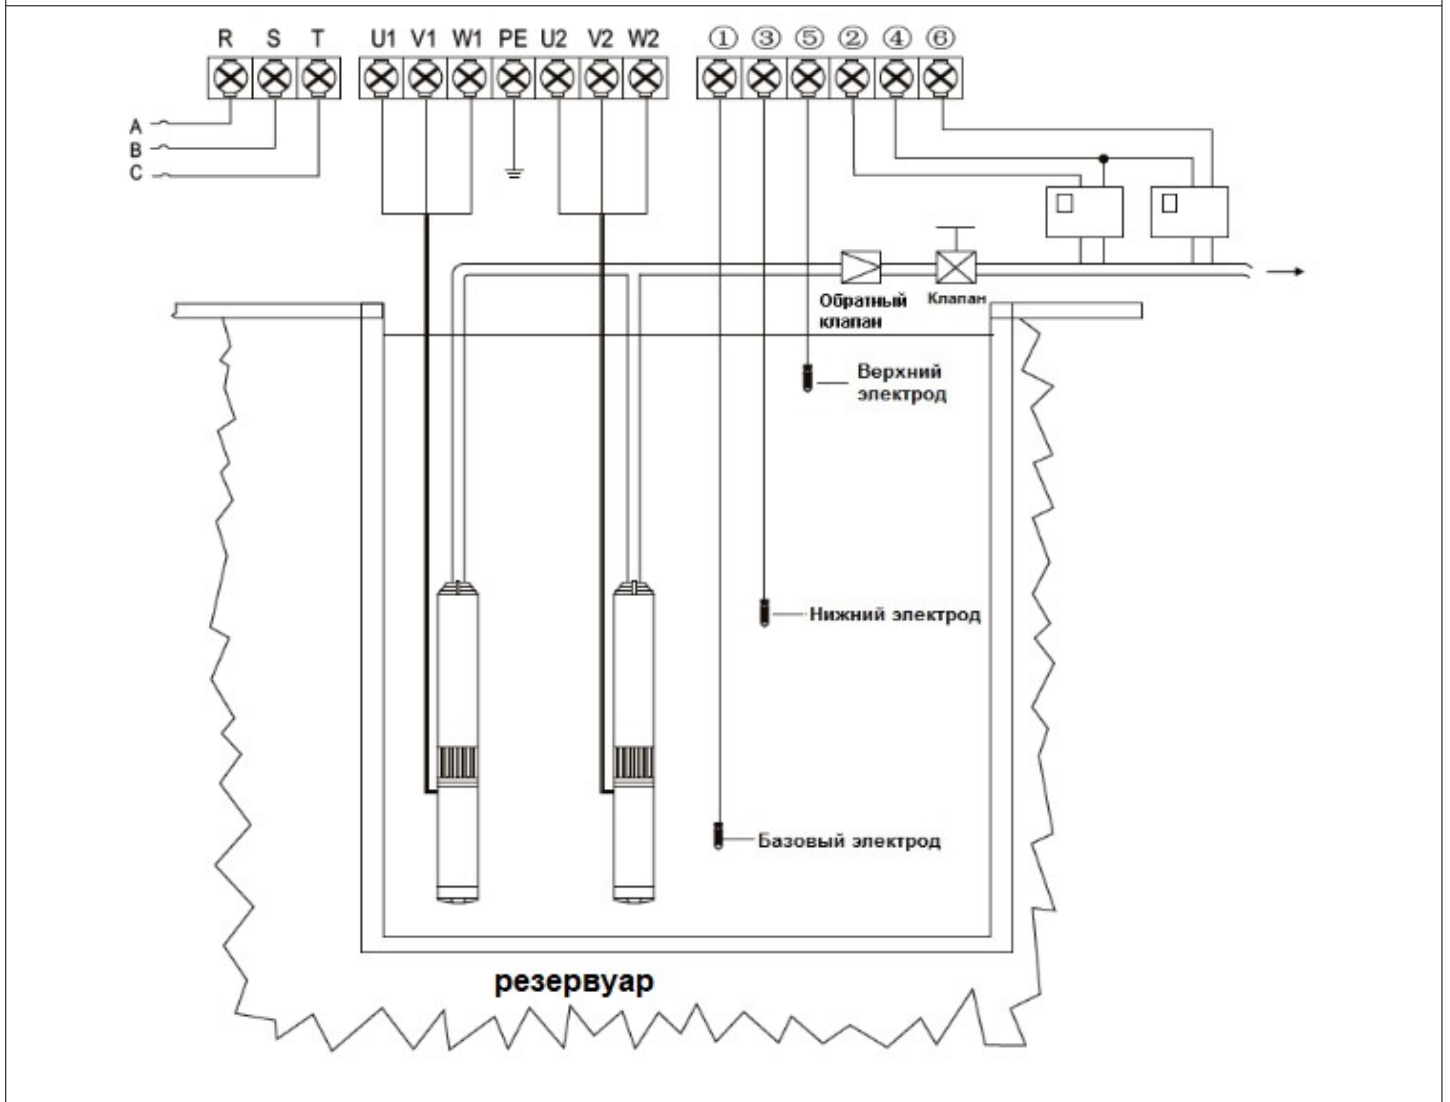 R S T U1 V1 W1 PE U2 V2 W2 ① ③ ⑤ ② ④ ⑥
A
B
C
Обратный
клапан
Клапан
Верхний
электрод
Нижний электрод
Базовый электрод
резервуар